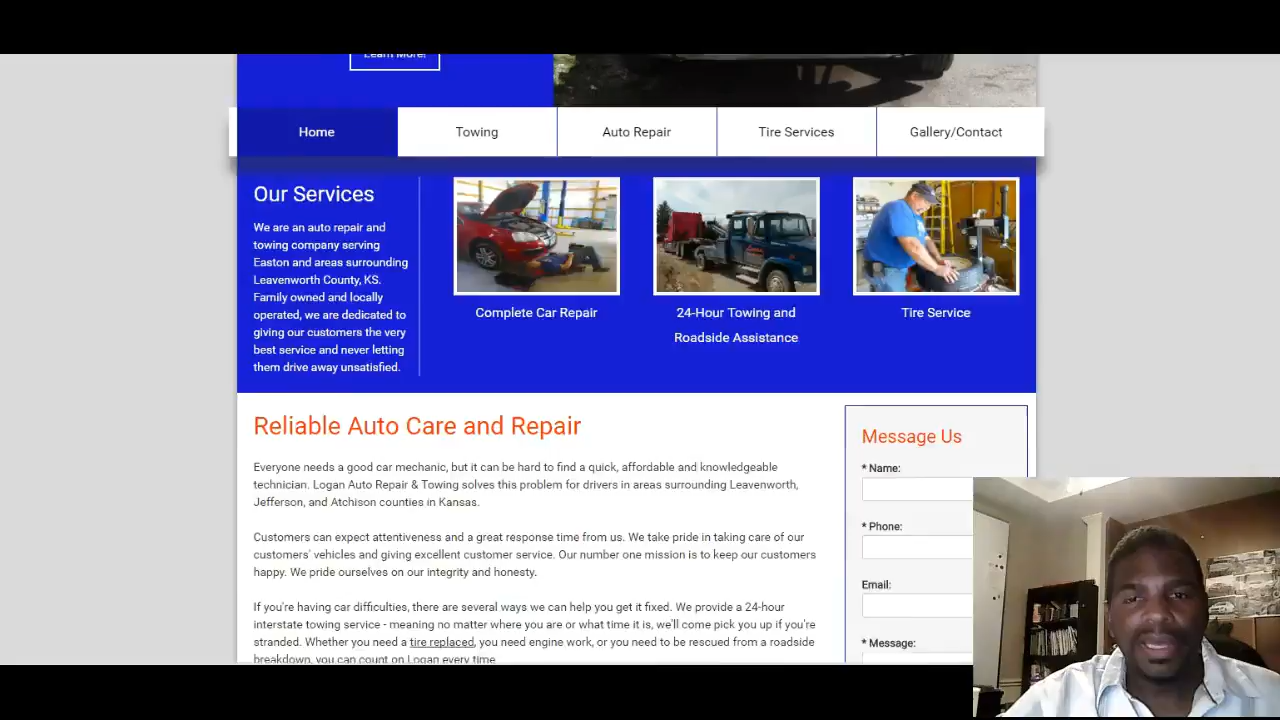 Learn More!
Home
Towing
Auto Repair
Tire Services
Gallery/Contact
Our Services
We are an auto repair and
towing company serving
Easton and areas surrounding
Leavenworth County, KS.
Family owned and locally
operated, we are dedicated to
giving our customers the very
best service and never letting
them drive away unsatisfied.
Complete Car Repair
24-Hour Towing and
Roadside Assistance
Tire Service
Reliable Auto Care and Repair
Everyone needs a good car mechanic, but it can be hard to find a quick, affordable and knowledgeable
technician. Logan Auto Repair & Towing solves this problem for drivers in areas surrounding Leavenworth,
Jefferson, and Atchison counties in Kansas.
Customers can expect attentiveness and a great response time from us. We take pride in taking care of our
customers' vehicles and giving excellent customer service. Our number one mission is to keep our customers
happy. We pride ourselves on our integrity and honesty.
If you're having car difficulties, there are several ways we can help you get it fixed. We provide a 24-hour
interstate towing service - meaning no matter where you are or what time it is, we'll come pick you up if you're
stranded. Whether you need a tire replaced, you need engine work, or you need to be rescued from a roadside
breakdown, you can count on Logan every time
Message Us
* Name:
* Phone:
Email:
* Message: